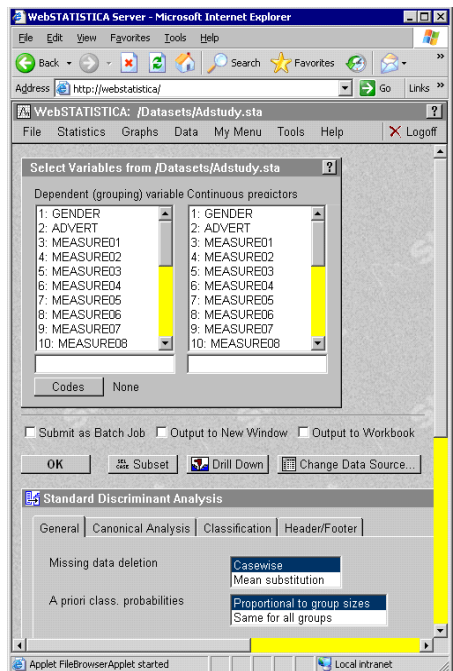 WebSTATISTICA Server - Microsoft Internet Explorer
File Edit View Favorites Tools Help
Back Search Favorites »
Address http://webstatistica/ Go Links »
WebSTATISTICA: /Datasets/Adstudy.sta ?
File Statistics Graphs Data My Menu Tools Help Logoff
Select Variables from /Datasets/Adstudy.sta ?
Dependent (grouping) variable Continuous predictors
1: GENDER 1: GENDER
2: ADVERT 2: ADVERT
3: MEASURE01 3: MEASURE01
4: MEASURE02 4: MEASURE02
5: MEASURE03 5: MEASURE03
6: MEASURE04 6: MEASURE04
7: MEASURE05 7: MEASURE05
8: MEASURE06 8: MEASURE06
9: MEASURE07 9: MEASURE07
10: MEASURE08 10: MEASURE08
Codes None
Submit as Batch Job Output to New Window Output to Workbook
OK SEL CASE Subset Drill Down Change Data Source...
Standard Discriminant Analysis
General Canonical Analysis Classification Header/Footer
Missing data deletion Casewise
Mean substitution
A priori class. probabilities Proportional to group sizes
Same for all groups
Applet FileBrowserApplet started Local intranet